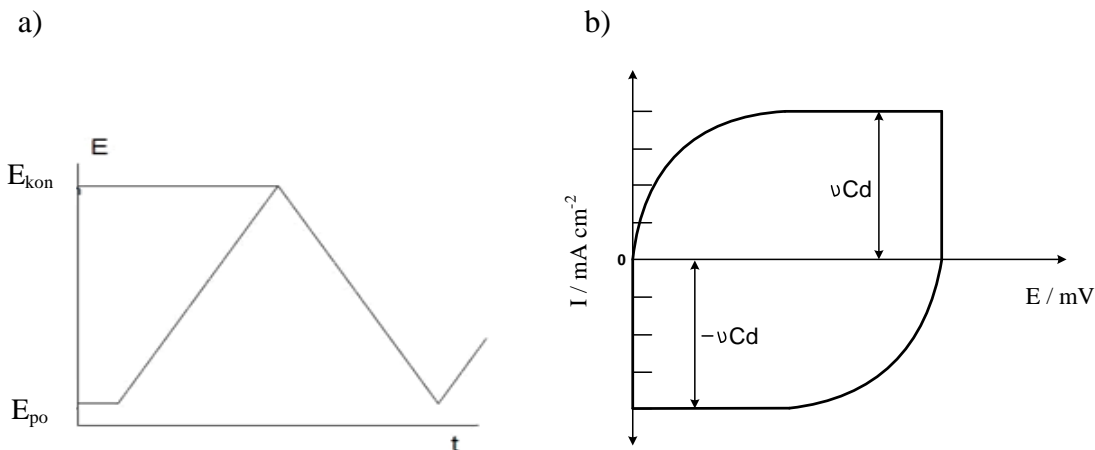 a)
E
E_kon
E_po
t
b)
I / mA cm⁻²
νCd
0
−νCd
E / mV